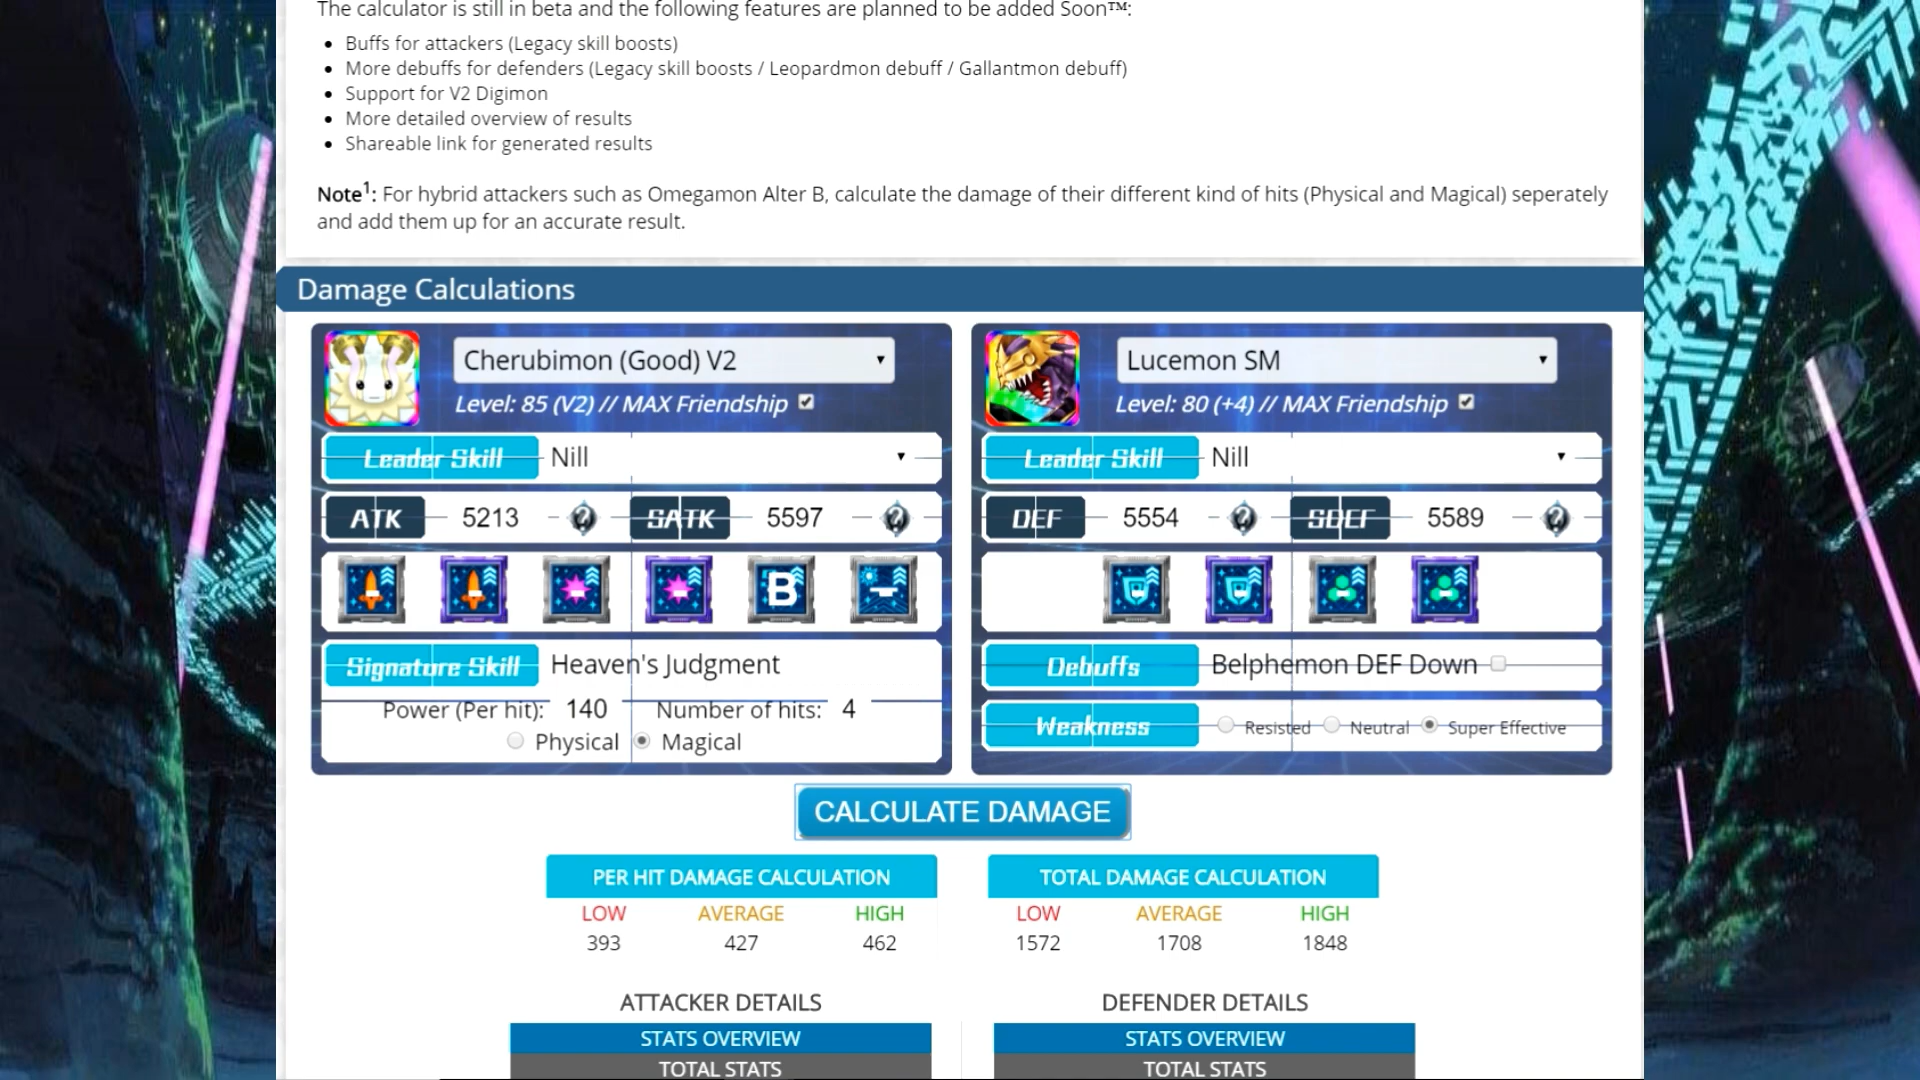 The calculator is still in beta and the following features are planned to be added Soon™:
• Buffs for attackers (Legacy skill boosts)
• More debuffs for defenders (Legacy skill boosts / Leopardmon debuff / Gallantmon debuff)
• Support for V2 Digimon
• More detailed overview of results
• Shareable link for generated results
Note1: For hybrid attackers such as Omegamon Alter B, calculate the damage of their different kind of hits (Physical and Magical) seperately
and add them up for an accurate result.
Damage Calculations
Cherubimon (Good) V2
Level: 85 (V2) // MAX Friendship
Leader Skill Nill
ATK 5213 ? SATK 5597 ?
B
Signature Skill Heaven's Judgment
Power (Per hit): 140 Number of hits: 4
Physical Magical
Lucemon SM
Level: 80 (+4) // MAX Friendship
Leader Skill Nill
DEF 5554 ? SDEF 5589 ?
Debuffs Belphemon DEF Down
Weakness Resisted Neutral Super Effective
CALCULATE DAMAGE
PER HIT DAMAGE CALCULATION
LOW AVERAGE HIGH
393 427 462
TOTAL DAMAGE CALCULATION
LOW AVERAGE HIGH
1572 1708 1848
ATTACKER DETAILS
STATS OVERVIEW
TOTAL STATS
DEFENDER DETAILS
STATS OVERVIEW
TOTAL STATS